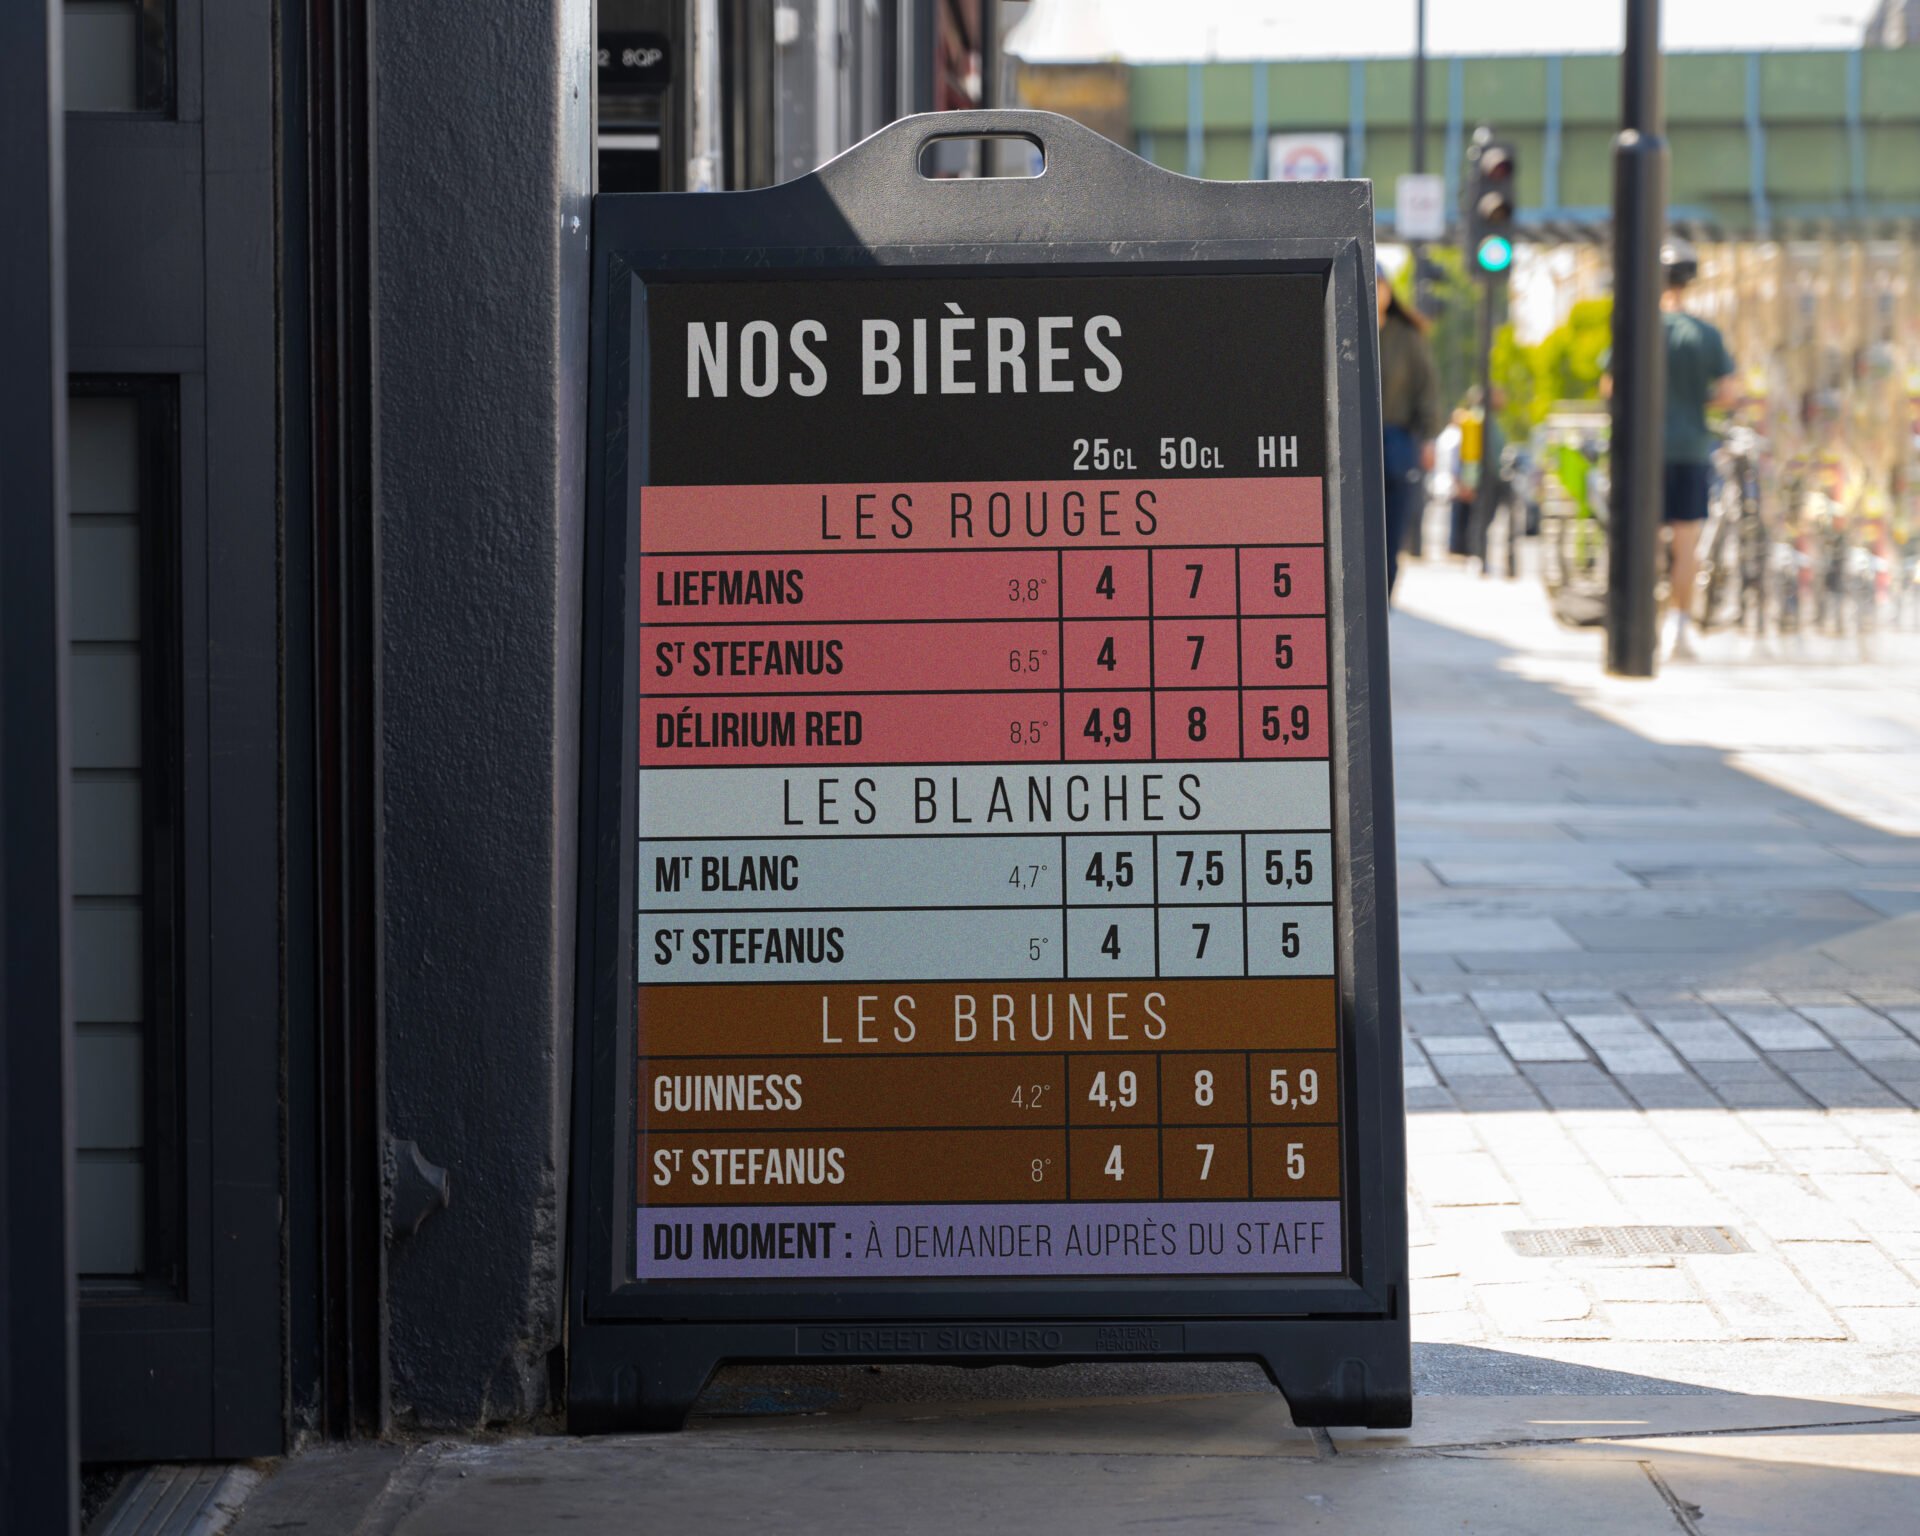 2 8QP
NOS BIÈRES
25CL 50CL HH
LES ROUGES
LIEFMANS 3,8° 4 7 5
ST STEFANUS 6,5° 4 7 5
DÉLIRIUM RED 8,5° 4,9 8 5,9
LES BLANCHES
MT BLANC 4,7° 4,5 7,5 5,5
ST STEFANUS 5° 4 7 5
LES BRUNES
GUINNESS 4,2° 4,9 8 5,9
ST STEFANUS 8° 4 7 5
DU MOMENT : À DEMANDER AUPRÈS DU STAFF
STREET SIGNPRO PATENT
PENDING